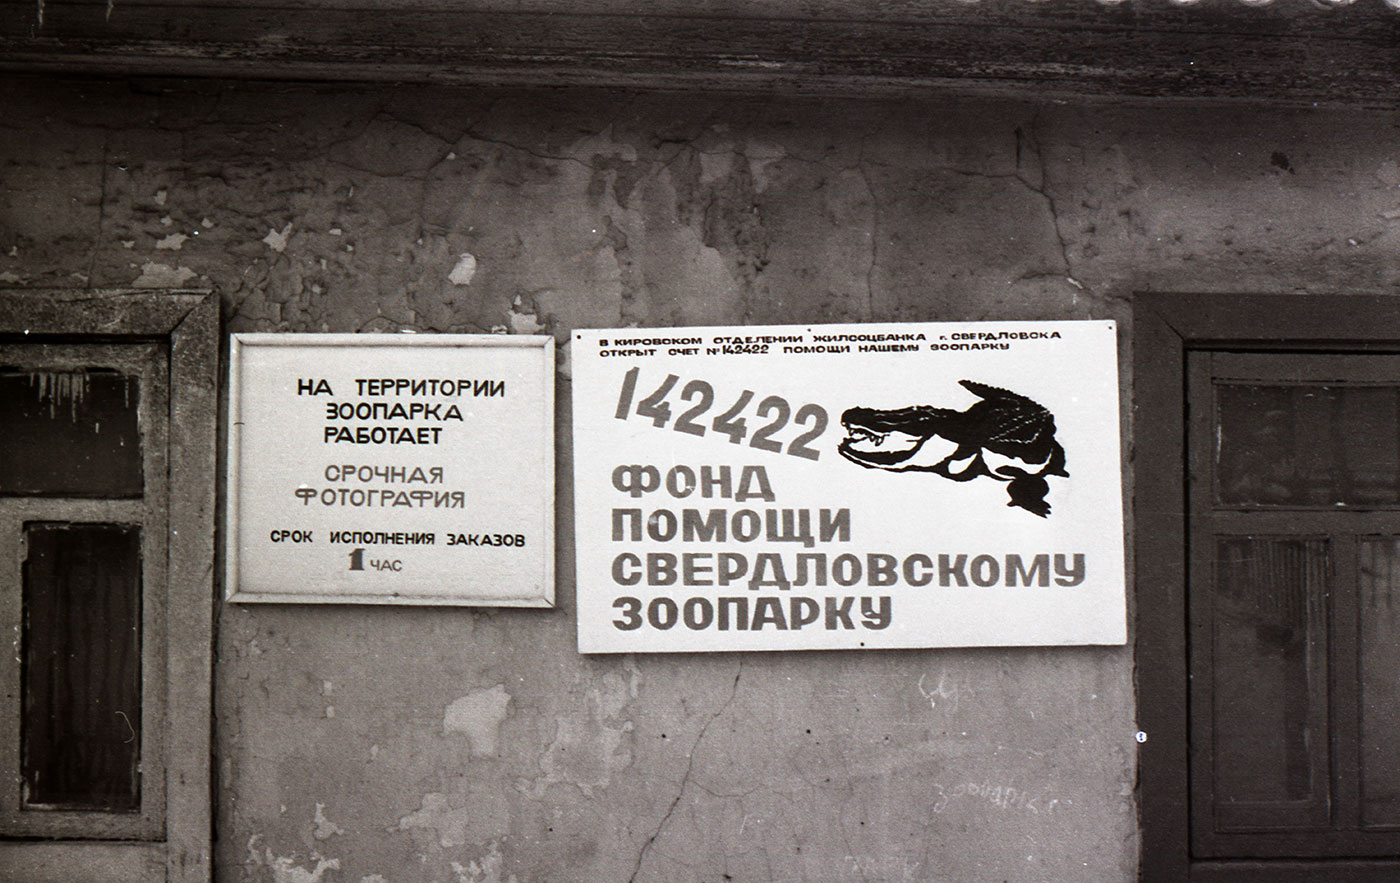 НА ТЕРРИТОРИИ
ЗООПАРКА
РАБОТАЕТ
СРОЧНАЯ
ФОТОГРАФИЯ
СРОК ИСПОЛНЕНИЯ ЗАКАЗОВ
1 ЧАС
В КИРОВСКОМ ОТДЕЛЕНИИ ЖИЛСОЦБАНКА г. СВЕРДЛОВСКА
ОТКРЫТ СЧЕТ №142422 ПОМОЩИ НАШЕМУ ЗООПАРКУ
142422
ФОНД
ПОМОЩИ
СВЕРДЛОВСКОМУ
ЗООПАРКУ